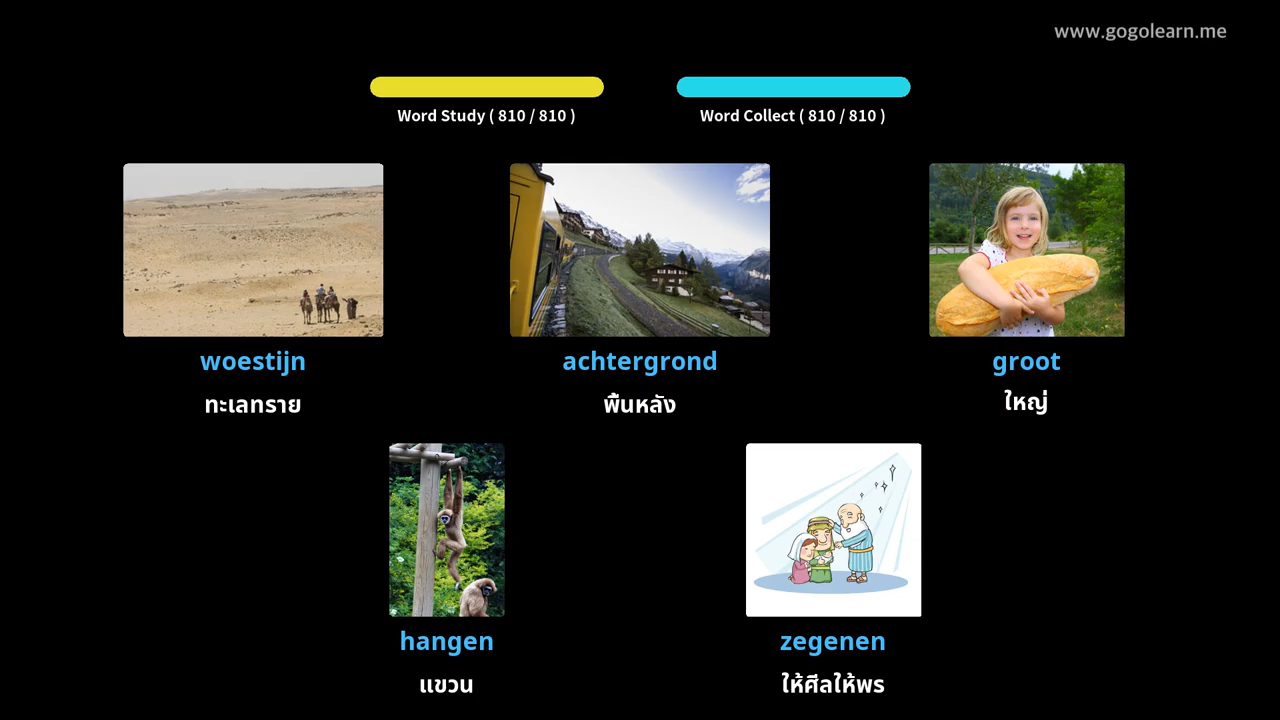 www.gogolearn.me
Word Study ( 810 / 810 )
Word Collect ( 810 / 810 )
woestijn
ทะเลทราย
achtergrond
พื้นหลัง
groot
ใหญ่
hangen
แขวน
zegenen
ให้ศีลให้พร